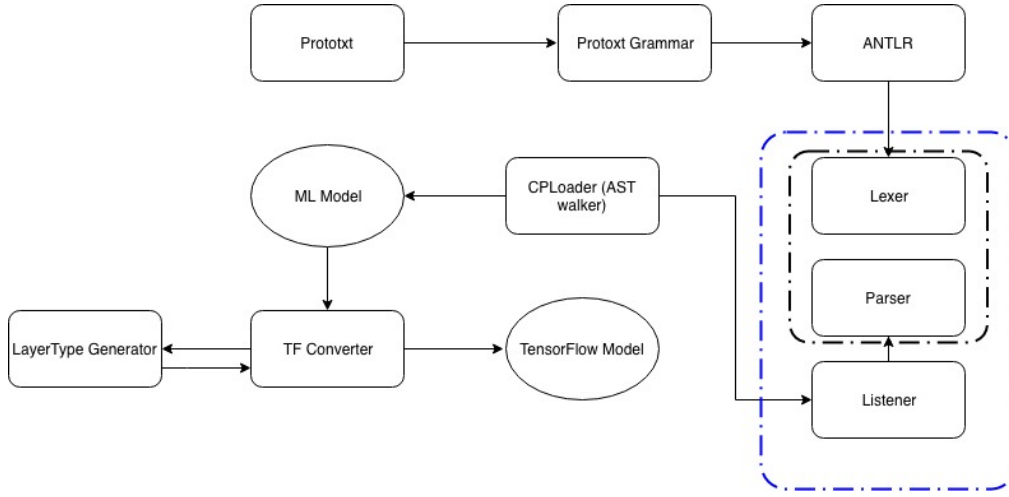 Prototxt
Protoxt Grammar
ANTLR
ML Model
CPLoader (AST
walker)
Lexer
Parser
LayerType Generator
TF Converter
TensorFlow Model
Listener